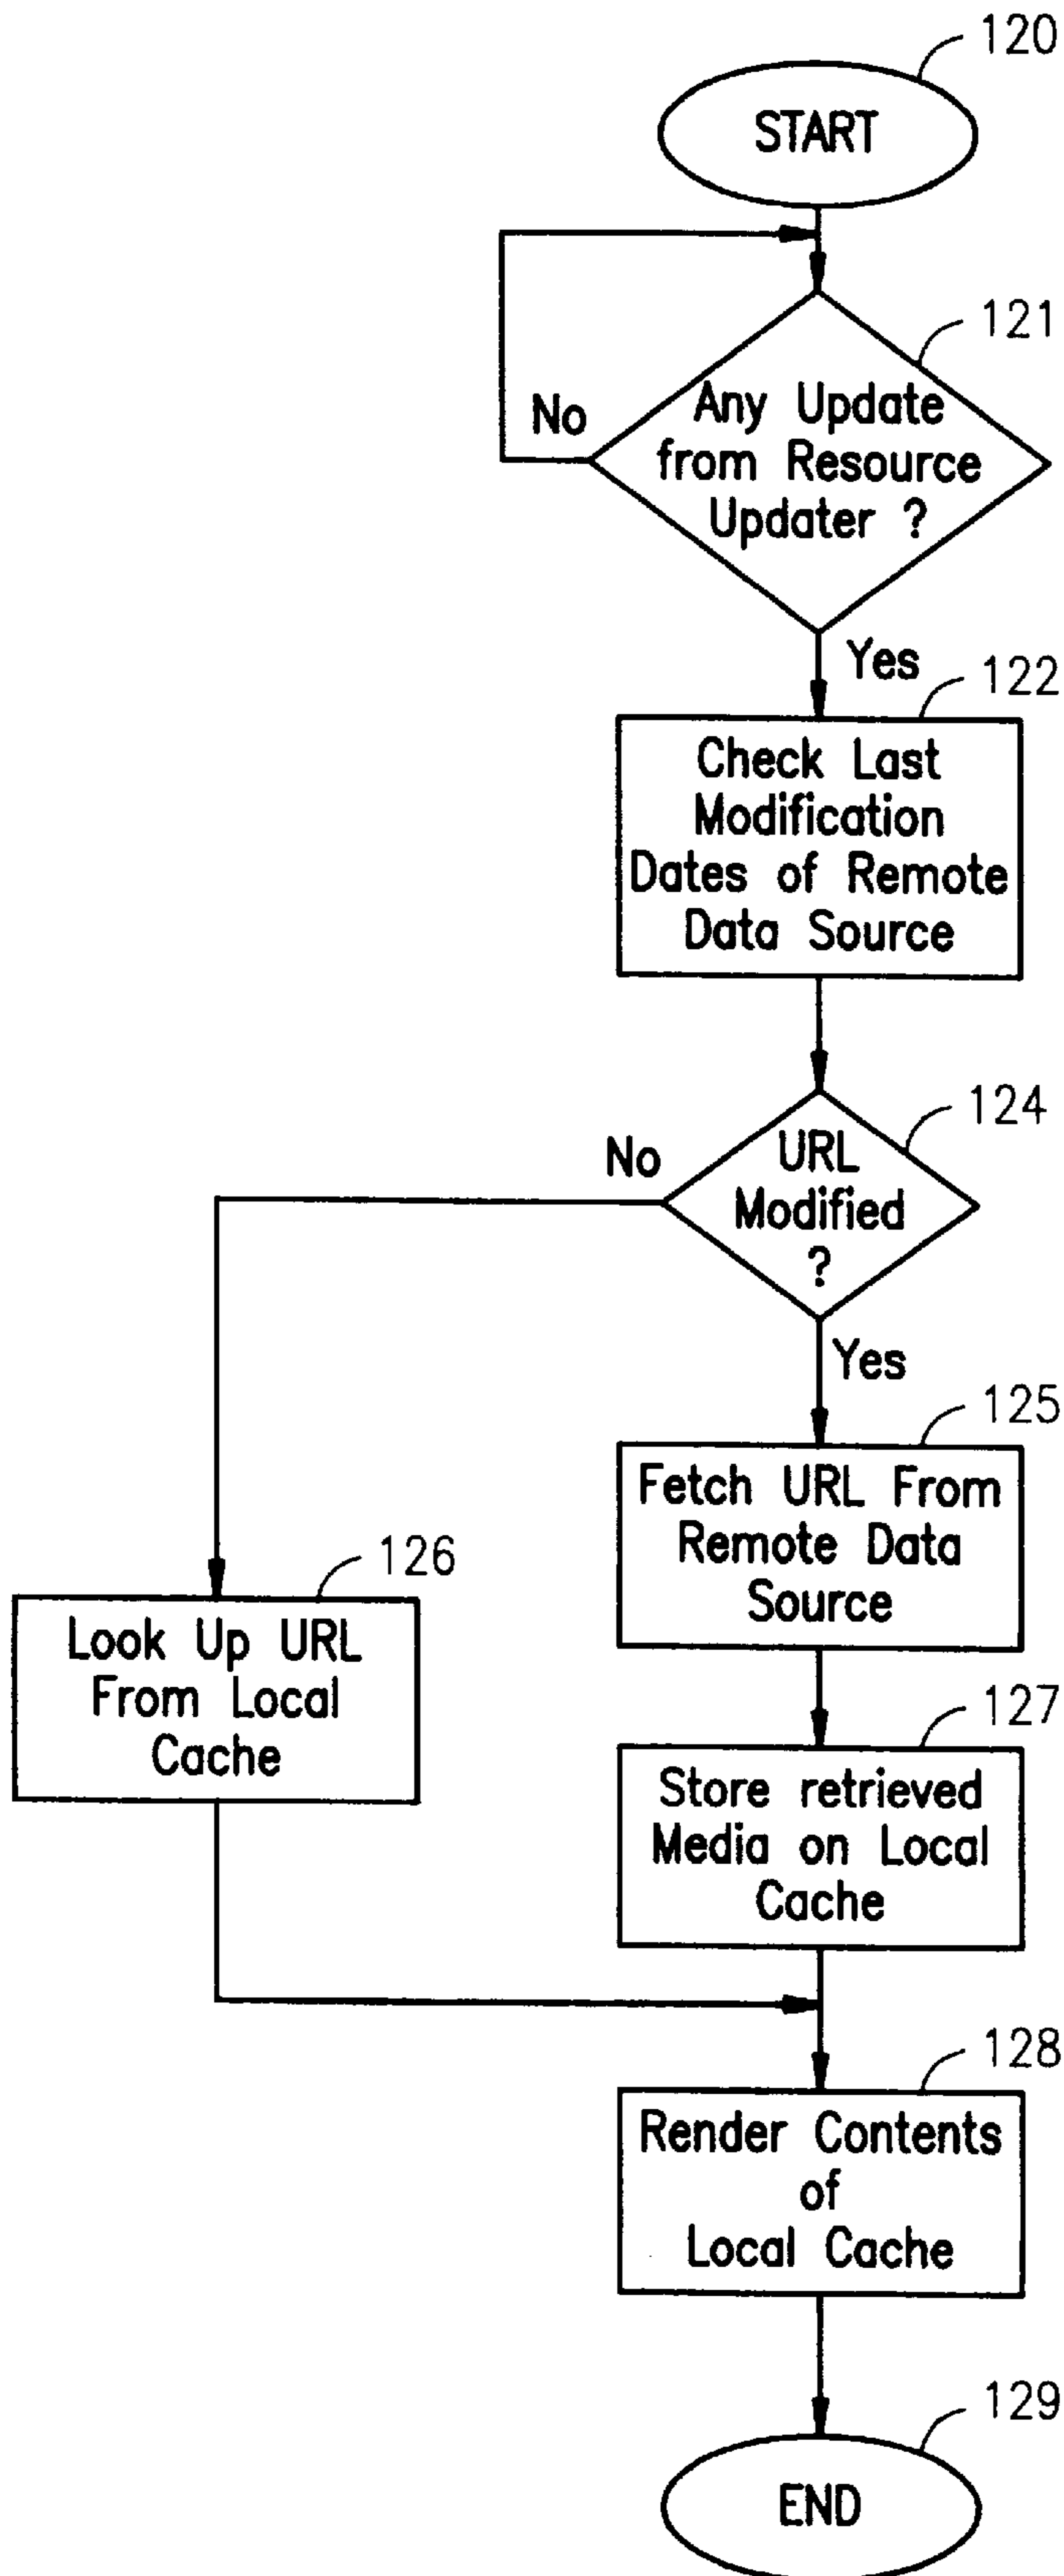 120
START
121
No
Any Update
from Resource
Updater ?
Yes
122
Check Last
Modification
Dates of Remote
Data Source
124
No
URL
Modified
?
Yes
125
Fetch URL From
Remote Data
Source
126
Look Up URL
From Local
Cache
127
Store retrieved
Media on Local
Cache
128
Render Contents
of
Local Cache
129
END